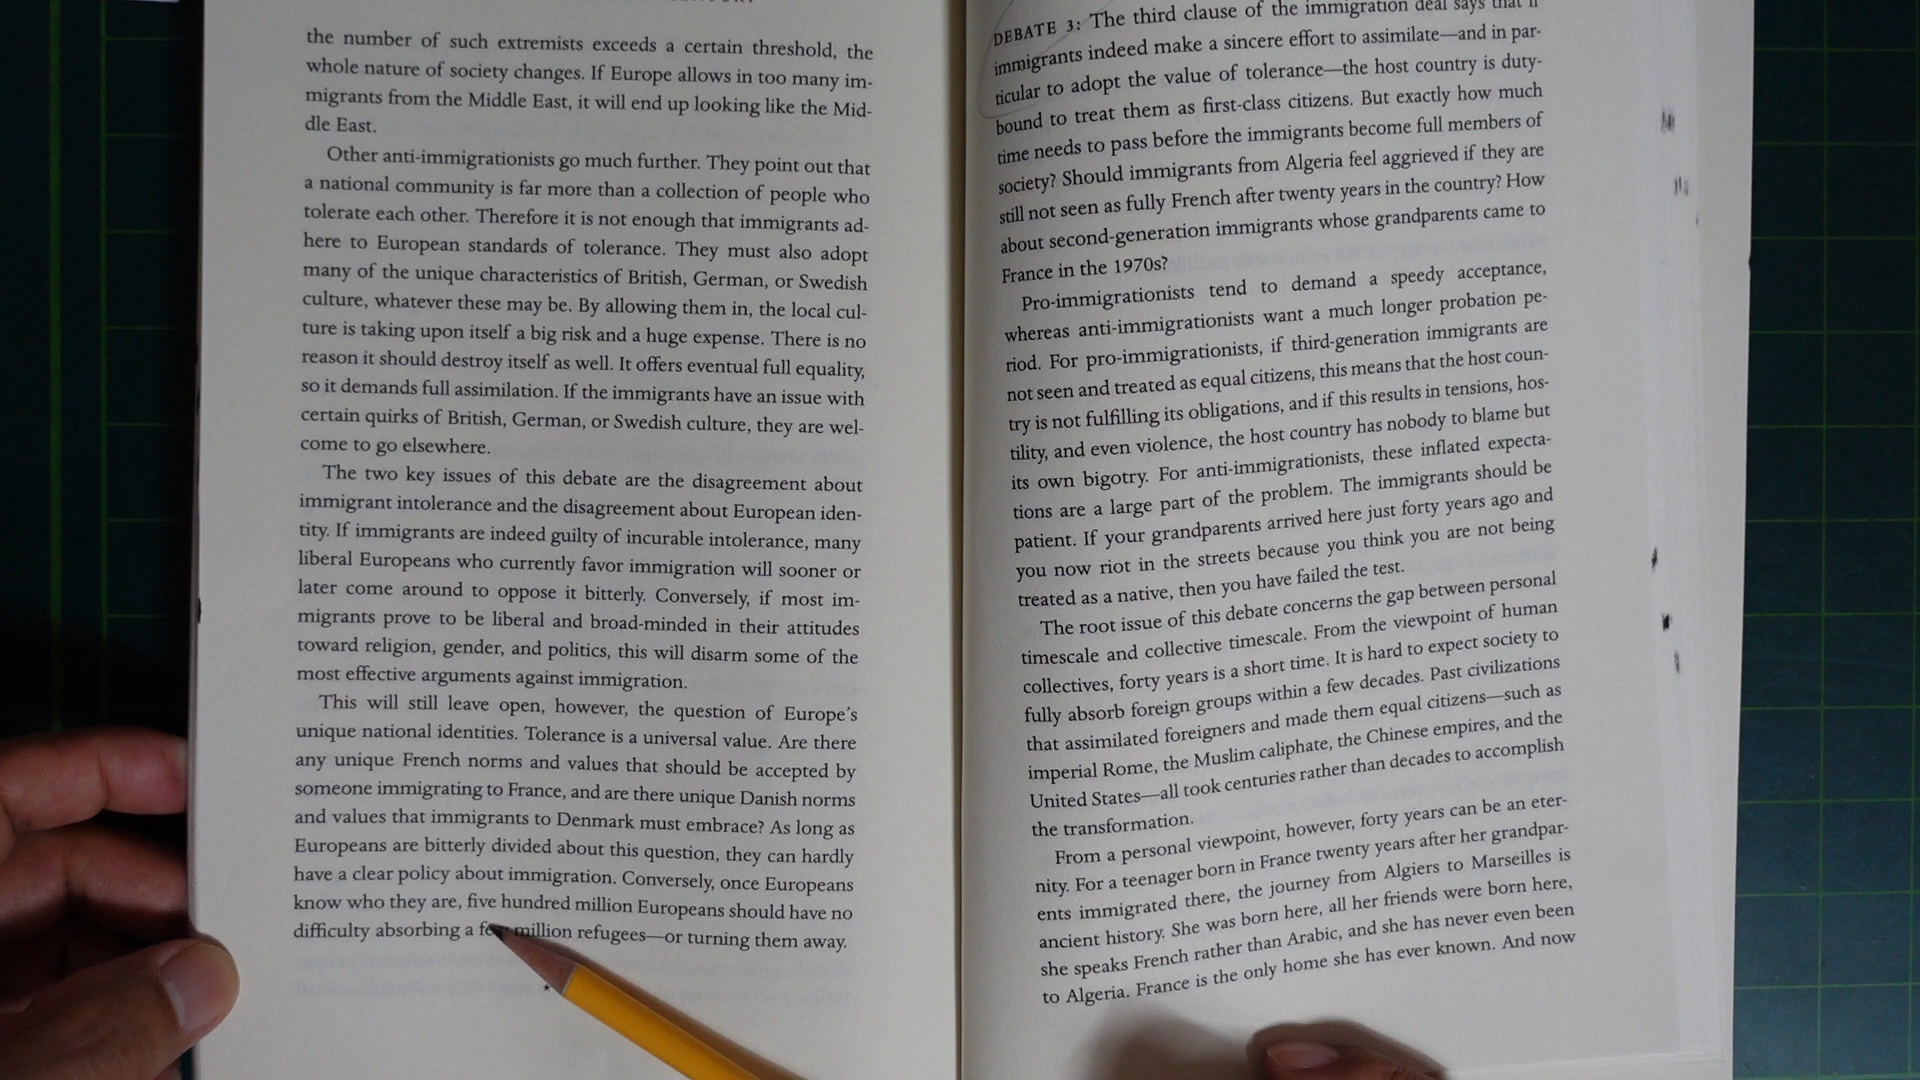 the number of such extremists exceeds a certain threshold, the
whole nature of society changes. If Europe allows in too many im-
migrants from the Middle East, it will end up looking like the Mid-
dle East.
Other anti-immigrationists go much further. They point out that
a national community is far more than a collection of people who
tolerate each other. Therefore it is not enough that immigrants ad-
here to European standards of tolerance. They must also adopt
many of the unique characteristics of British, German, or Swedish
culture, whatever these may be. By allowing them in, the local cul-
ture is taking upon itself a big risk and a huge expense. There is no
reason it should destroy itself as well. It offers eventual full equality,
so it demands full assimilation. If the immigrants have an issue with
certain quirks of British, German, or Swedish culture, they are wel-
come to go elsewhere.
The two key issues of this debate are the disagreement about
immigrant intolerance and the disagreement about European iden-
tity. If immigrants are indeed guilty of incurable intolerance, many
liberal Europeans who currently favor immigration will sooner or
later come around to oppose it bitterly. Conversely, if most im-
migrants prove to be liberal and broad-minded in their attitudes
toward religion, gender, and politics, this will disarm some of the
most effective arguments against immigration.
This will still leave open, however, the question of Europe's
unique national identities. Tolerance is a universal value. Are there
any unique French norms and values that should be accepted by
someone immigrating to France, and are there unique Danish norms
and values that immigrants to Denmark must embrace? As long as
Europeans are bitterly divided about this question, they can hardly
have a clear policy about immigration. Conversely, once Europeans
know who they are, five hundred million Europeans should have no
difficulty absorbing a few million refugees—or turning them away.
DEBATE 3: The third clause of the immigration deal says that if
immigrants indeed make a sincere effort to assimilate—and in par-
ticular to adopt the value of tolerance—the host country is duty-
bound to treat them as first-class citizens. But exactly how much
time needs to pass before the immigrants become full members of
society? Should immigrants from Algeria feel aggrieved if they are
still not seen as fully French after twenty years in the country? How
about second-generation immigrants whose grandparents came to
France in the 1970s?
Pro-immigrationists tend to demand a speedy acceptance,
whereas anti-immigrationists want a much longer probation pe-
riod. For pro-immigrationists, if third-generation immigrants are
not seen and treated as equal citizens, this means that the host coun-
try is not fulfilling its obligations, and if this results in tensions, hos-
tility, and even violence, the host country has nobody to blame but
its own bigotry. For anti-immigrationists, these inflated expecta-
tions are a large part of the problem. The immigrants should be
patient. If your grandparents arrived here just forty years ago and
you now riot in the streets because you think you are not being
treated as a native, then you have failed the test.
The root issue of this debate concerns the gap between personal
timescale and collective timescale. From the viewpoint of human
collectives, forty years is a short time. It is hard to expect society to
fully absorb foreign groups within a few decades. Past civilizations
that assimilated foreigners and made them equal citizens—such as
imperial Rome, the Muslim caliphate, the Chinese empires, and the
United States—all took centuries rather than decades to accomplish
the transformation.
From a personal viewpoint, however, forty years can be an eter-
nity. For a teenager born in France twenty years after her grandpar-
ents immigrated there, the journey from Algiers to Marseilles is
ancient history. She was born here, all her friends were born here,
she speaks French rather than Arabic, and she has never even been
to Algeria. France is the only home she has ever known. And now